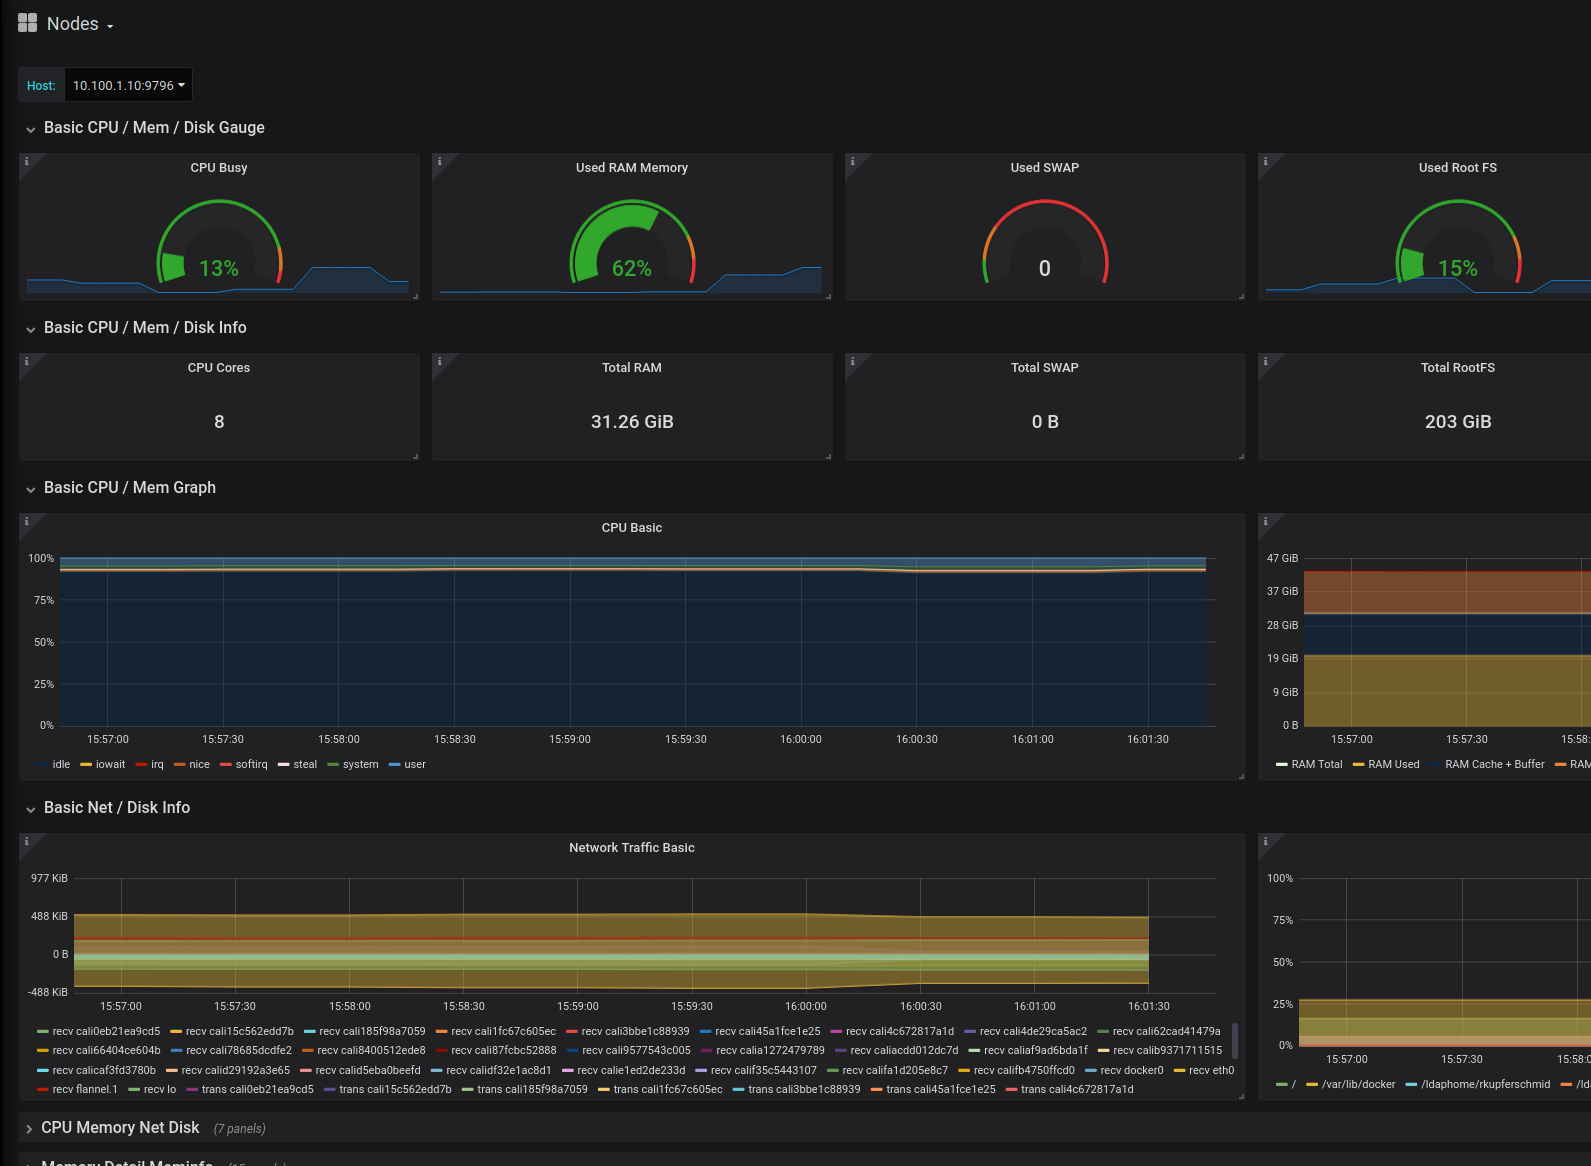 Nodes
Host: 10.100.1.10:9796
Basic CPU / Mem / Disk Gauge
CPU Busy
Used RAM Memory
Used SWAP
Used Root FS
13%
62%
0
15%
Basic CPU / Mem / Disk Info
CPU Cores
Total RAM
Total SWAP
Total RootFS
8
31.26 GiB
0 B
203 GiB
Basic CPU / Mem Graph
CPU Basic
100%
75%
50%
25%
0%
15:57:00 15:57:30 15:58:00 15:58:30 15:59:00 15:59:30 16:00:00 16:00:30 16:01:00 16:01:30
idle iowait irq nice softirq steal system user
47 GiB
37 GiB
28 GiB
19 GiB
9 GiB
0 B
15:57:00 15:57:30 15:58:
RAM Total RAM Used RAM Cache + Buffer RAM
Basic Net / Disk Info
Network Traffic Basic
977 KiB
488 KiB
0 B
-488 KiB
15:57:00 15:57:30 15:58:00 15:58:30 15:59:00 15:59:30 16:00:00 16:00:30 16:01:00 16:01:30
recv cali0eb21ea9cd5 recv cali15c562edd7b recv cali185f98a7059 recv cali1fc67c605ec recv cali3bbe1c88939 recv cali45a1fce1e25 recv cali4c672817a1d recv cali4de29ca5ac2 recv cali62cad41479a
recv cali66404ce604b recv cali78685dcdfe2 recv cali8400512ede8 recv cali87fcbc52888 recv cali9577543c005 recv calia1272479789 recv caliacdd012dc7d recv caliaf9ad6bda1f recv calib9371711515
recv calicaf3fd3780b recv calid29192a3e65 recv calid5eba0beefd recv calidf32e1ac8d1 recv calie1ed2de233d recv calif35c5443107 recv califa1d205e8c7 recv califb4750ffcd0 recv docker0 recv eth0
recv flannel.1 recv lo trans cali0eb21ea9cd5 trans cali15c562edd7b trans cali185f98a7059 trans cali1fc67c605ec trans cali3bbe1c88939 trans cali45a1fce1e25 trans cali4c672817a1d
100%
75%
50%
25%
0%
15:57:00 15:57:30 15:58:0
/ /var/lib/docker /ldaphome/rkupferschmid /lda
CPU Memory Net Disk (7 panels)
Memory Detail Meminfo